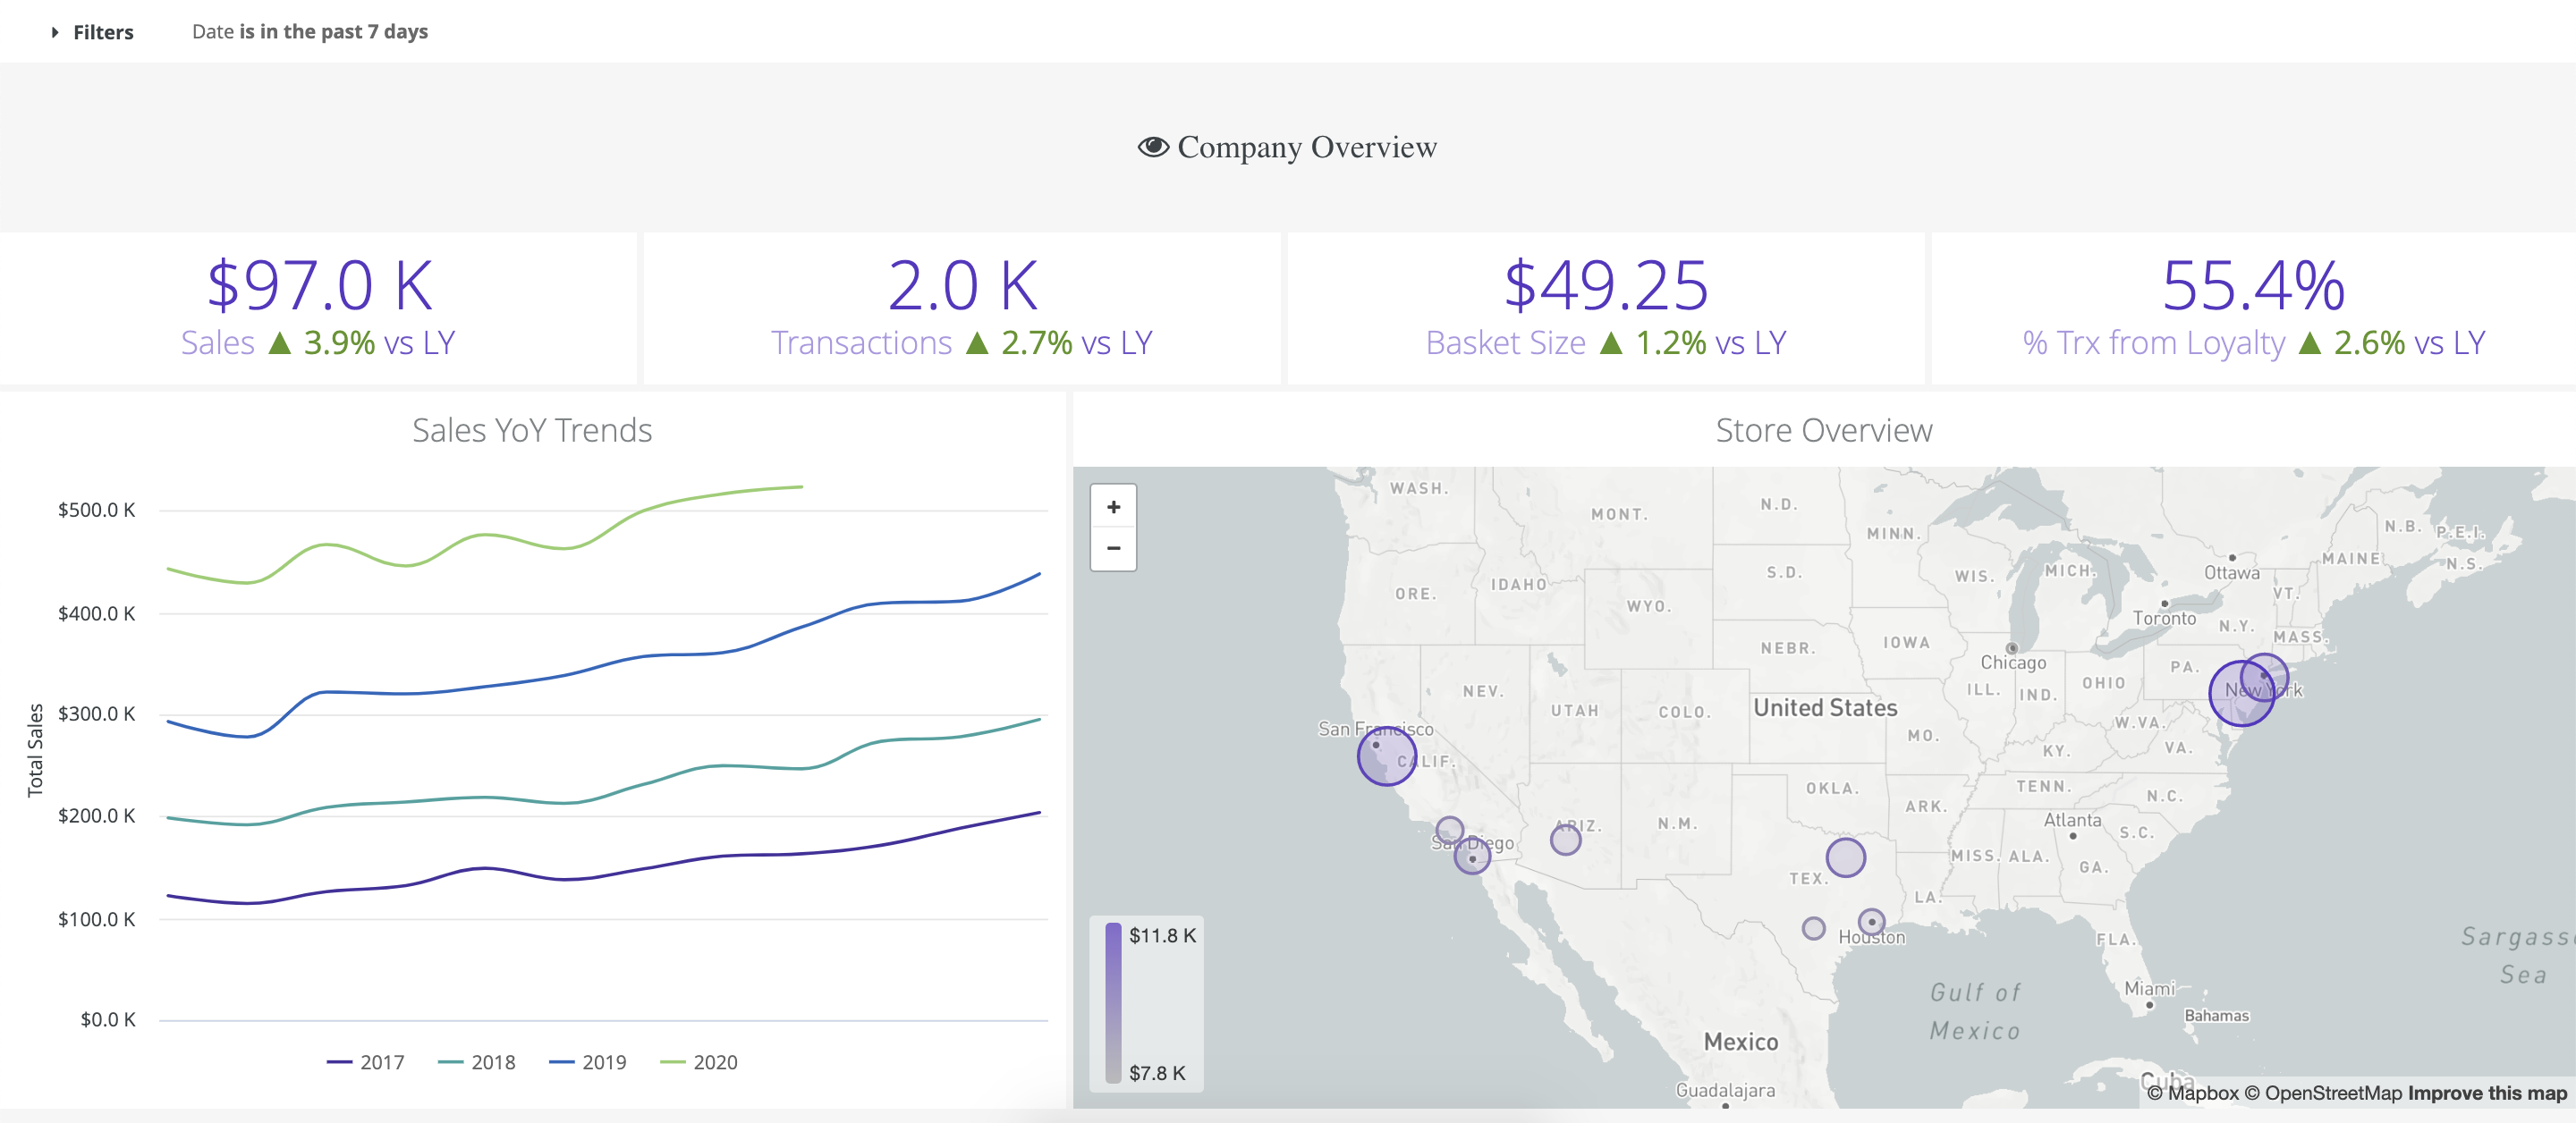 Filters
Date is in the past 7 days
Company Overview
$97.0 K
Sales ▲ 3.9% vs LY
2.0 K
Transactions ▲ 2.7% vs LY
$49.25
Basket Size ▲ 1.2% vs LY
55.4%
% Trx from Loyalty ▲ 2.6% vs LY
Sales YoY Trends
Total Sales
$500.0 K
$400.0 K
$300.0 K
$200.0 K
$100.0 K
$0.0 K
2017
2018
2019
2020
Store Overview
+
−
WASH.
MONT.
N.D.
MINN.
N.B.
P.E.I.
MAINE
N.S.
Ottawa
ORE.
IDAHO
S.D.
WIS.
MICH.
VT.
WYO.
Toronto
N.Y.
MASS.
NEBR.
IOWA
Chicago
PA.
NEV.
ILL.
IND.
OHIO
New York
UTAH
COLO.
United States
San Francisco
CALIF.
MO.
W.VA.
KY.
VA.
OKLA.
TENN.
N.C.
ARIZ.
N.M.
ARK.
Atlanta
S.C.
San Diego
MISS.
ALA.
GA.
TEX.
LA.
Houston
FLA.
Sargass
Sea
Gulf of
Mexico
Miami
Bahamas
Mexico
Guadalajara
Cuba
$11.8 K
$7.8 K
© Mapbox © OpenStreetMap Improve this map